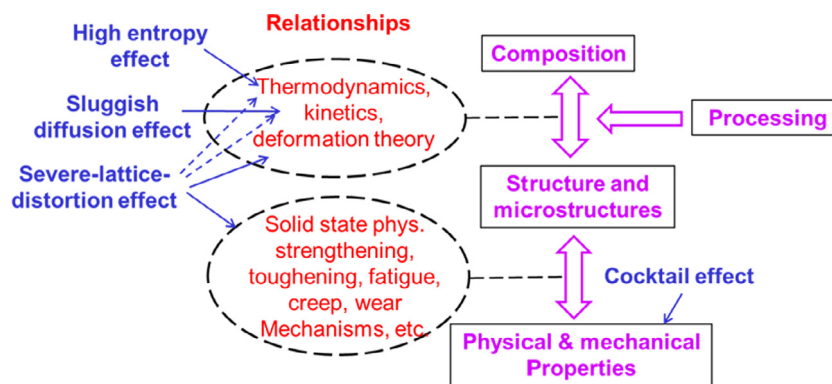 Relationships
High entropy
effect
Sluggish
diffusion effect
Severe-lattice-
distortion effect
Thermodynamics,
kinetics,
deformation theory
Solid state phys.
strengthening,
toughening, fatigue,
creep, wear
Mechanisms, etc.
Composition
Processing
Structure and
microstructures
Cocktail effect
Physical & mechanical
Properties